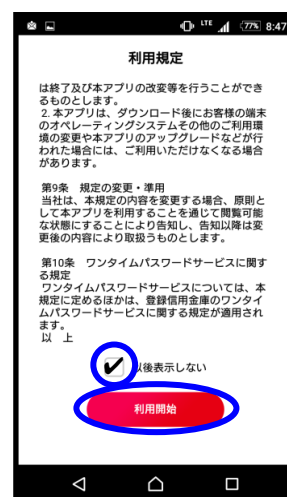 LTE 77% 8:47
利用規定
は終了及び本アプリの改変等を行うことができ
るものとします。
2. 本アプリは、ダウンロード後にお客様の端末
のオペレーティングシステムその他のご利用環
境の変更や本アプリのアップグレードなどが行
われた場合には、ご利用いただけなくなる場合
があります。
第9条　規定の変更・準用
当社は、本規定の内容を変更する場合、原則と
して本アプリを利用することを通じて閲覧可能
な状態にすることにより告知し、告知以降は変
更後の内容により取扱うものとします。
第10条　ワンタイムパスワードサービスに関す
る規定
ワンタイムパスワードサービスについては、本
規定に定めるほかは、登録信用金庫のワンタイ
ムパスワードサービスに関する規定が適用され
ます。
以　上
以後表示しない
利用開始